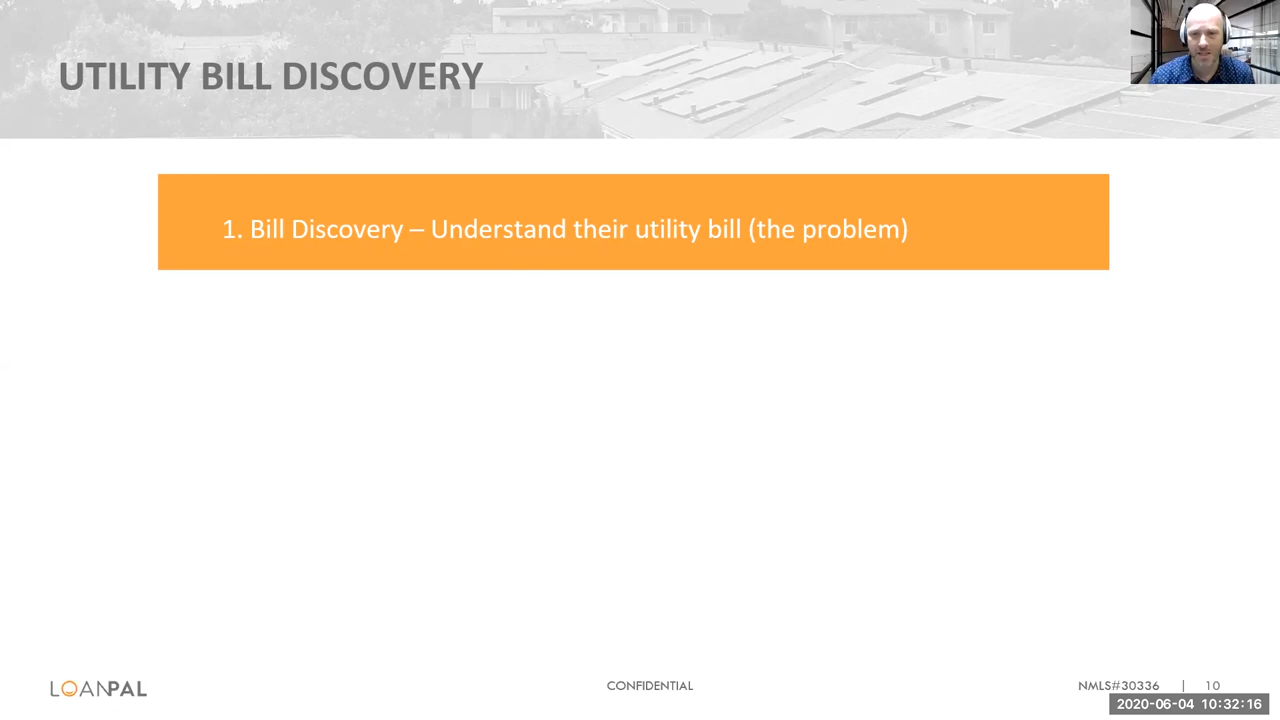 UTILITY BILL DISCOVERY
1. Bill Discovery – Understand their utility bill (the problem)
LOANPAL
CONFIDENTIAL
NMLS#30336 | 10
2020-06-04 10:32:16